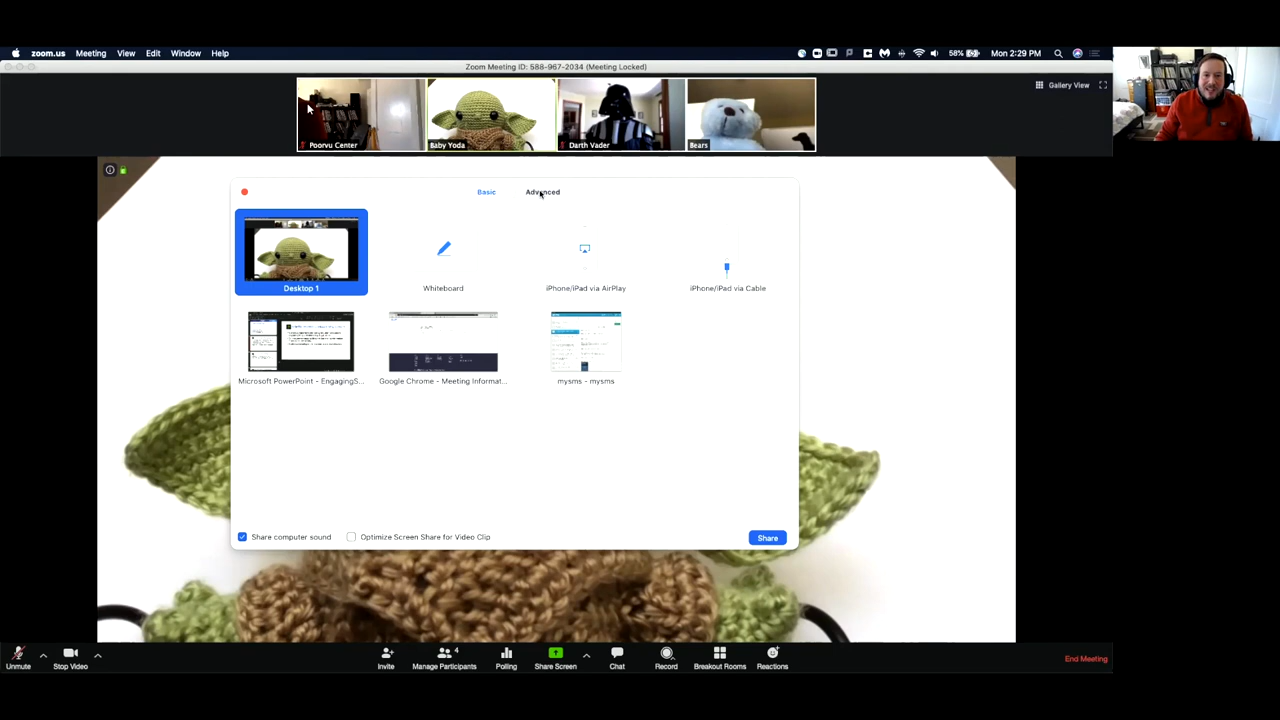 zoom.us Meeting View Edit Window Help 58% Mon 2:29 PM
Zoom Meeting ID: 588-967-2034 (Meeting Locked)
Gallery View
Poorvu Center Baby Yoda Darth Vader Bears
Basic Advanced
Desktop 1 Whiteboard iPhone/iPad via AirPlay iPhone/iPad via Cable
Microsoft PowerPoint - EngagingS... Google Chrome - Meeting Informat... mysms - mysms
Share computer sound Optimize Screen Share for Video Clip Share
4
Unmute Stop Video Invite Manage Participants Polling Share Screen Chat Record Breakout Rooms Reactions End Meeting